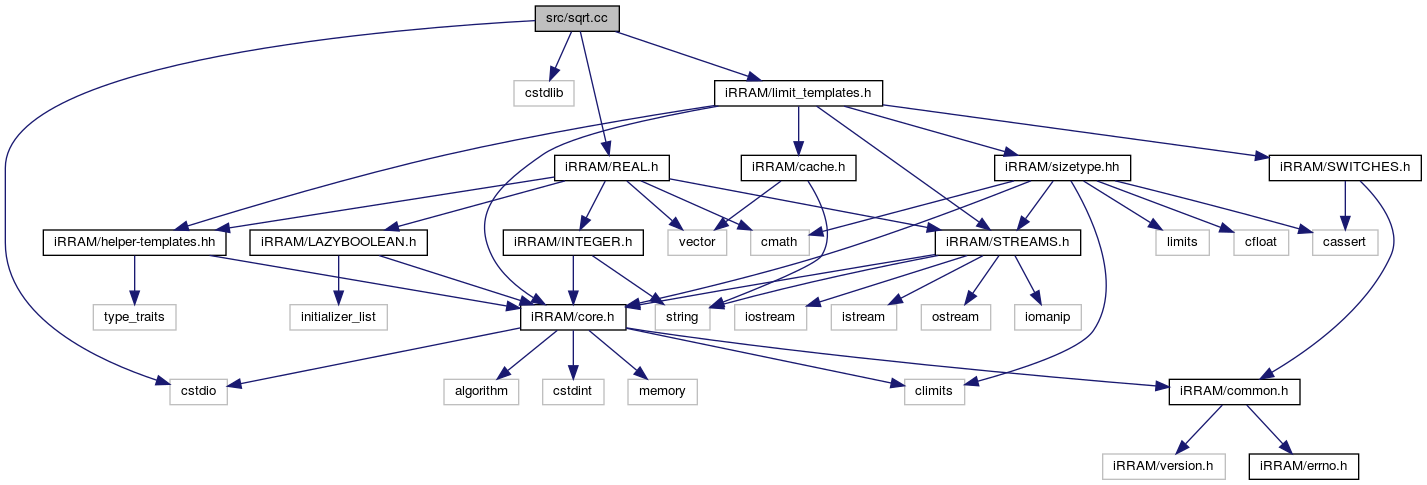 src/sqrt.cc
cstdlib
iRRAM/limit_templates.h
iRRAM/REAL.h
iRRAM/cache.h
iRRAM/sizetype.hh
iRRAM/SWITCHES.h
iRRAM/helper-templates.hh
iRRAM/LAZYBOOLEAN.h
iRRAM/INTEGER.h
vector
cmath
iRRAM/STREAMS.h
limits
cfloat
cassert
type_traits
initializer_list
iRRAM/core.h
string
iostream
istream
ostream
iomanip
cstdio
algorithm
cstdint
memory
climits
iRRAM/common.h
iRRAM/version.h
iRRAM/errno.h